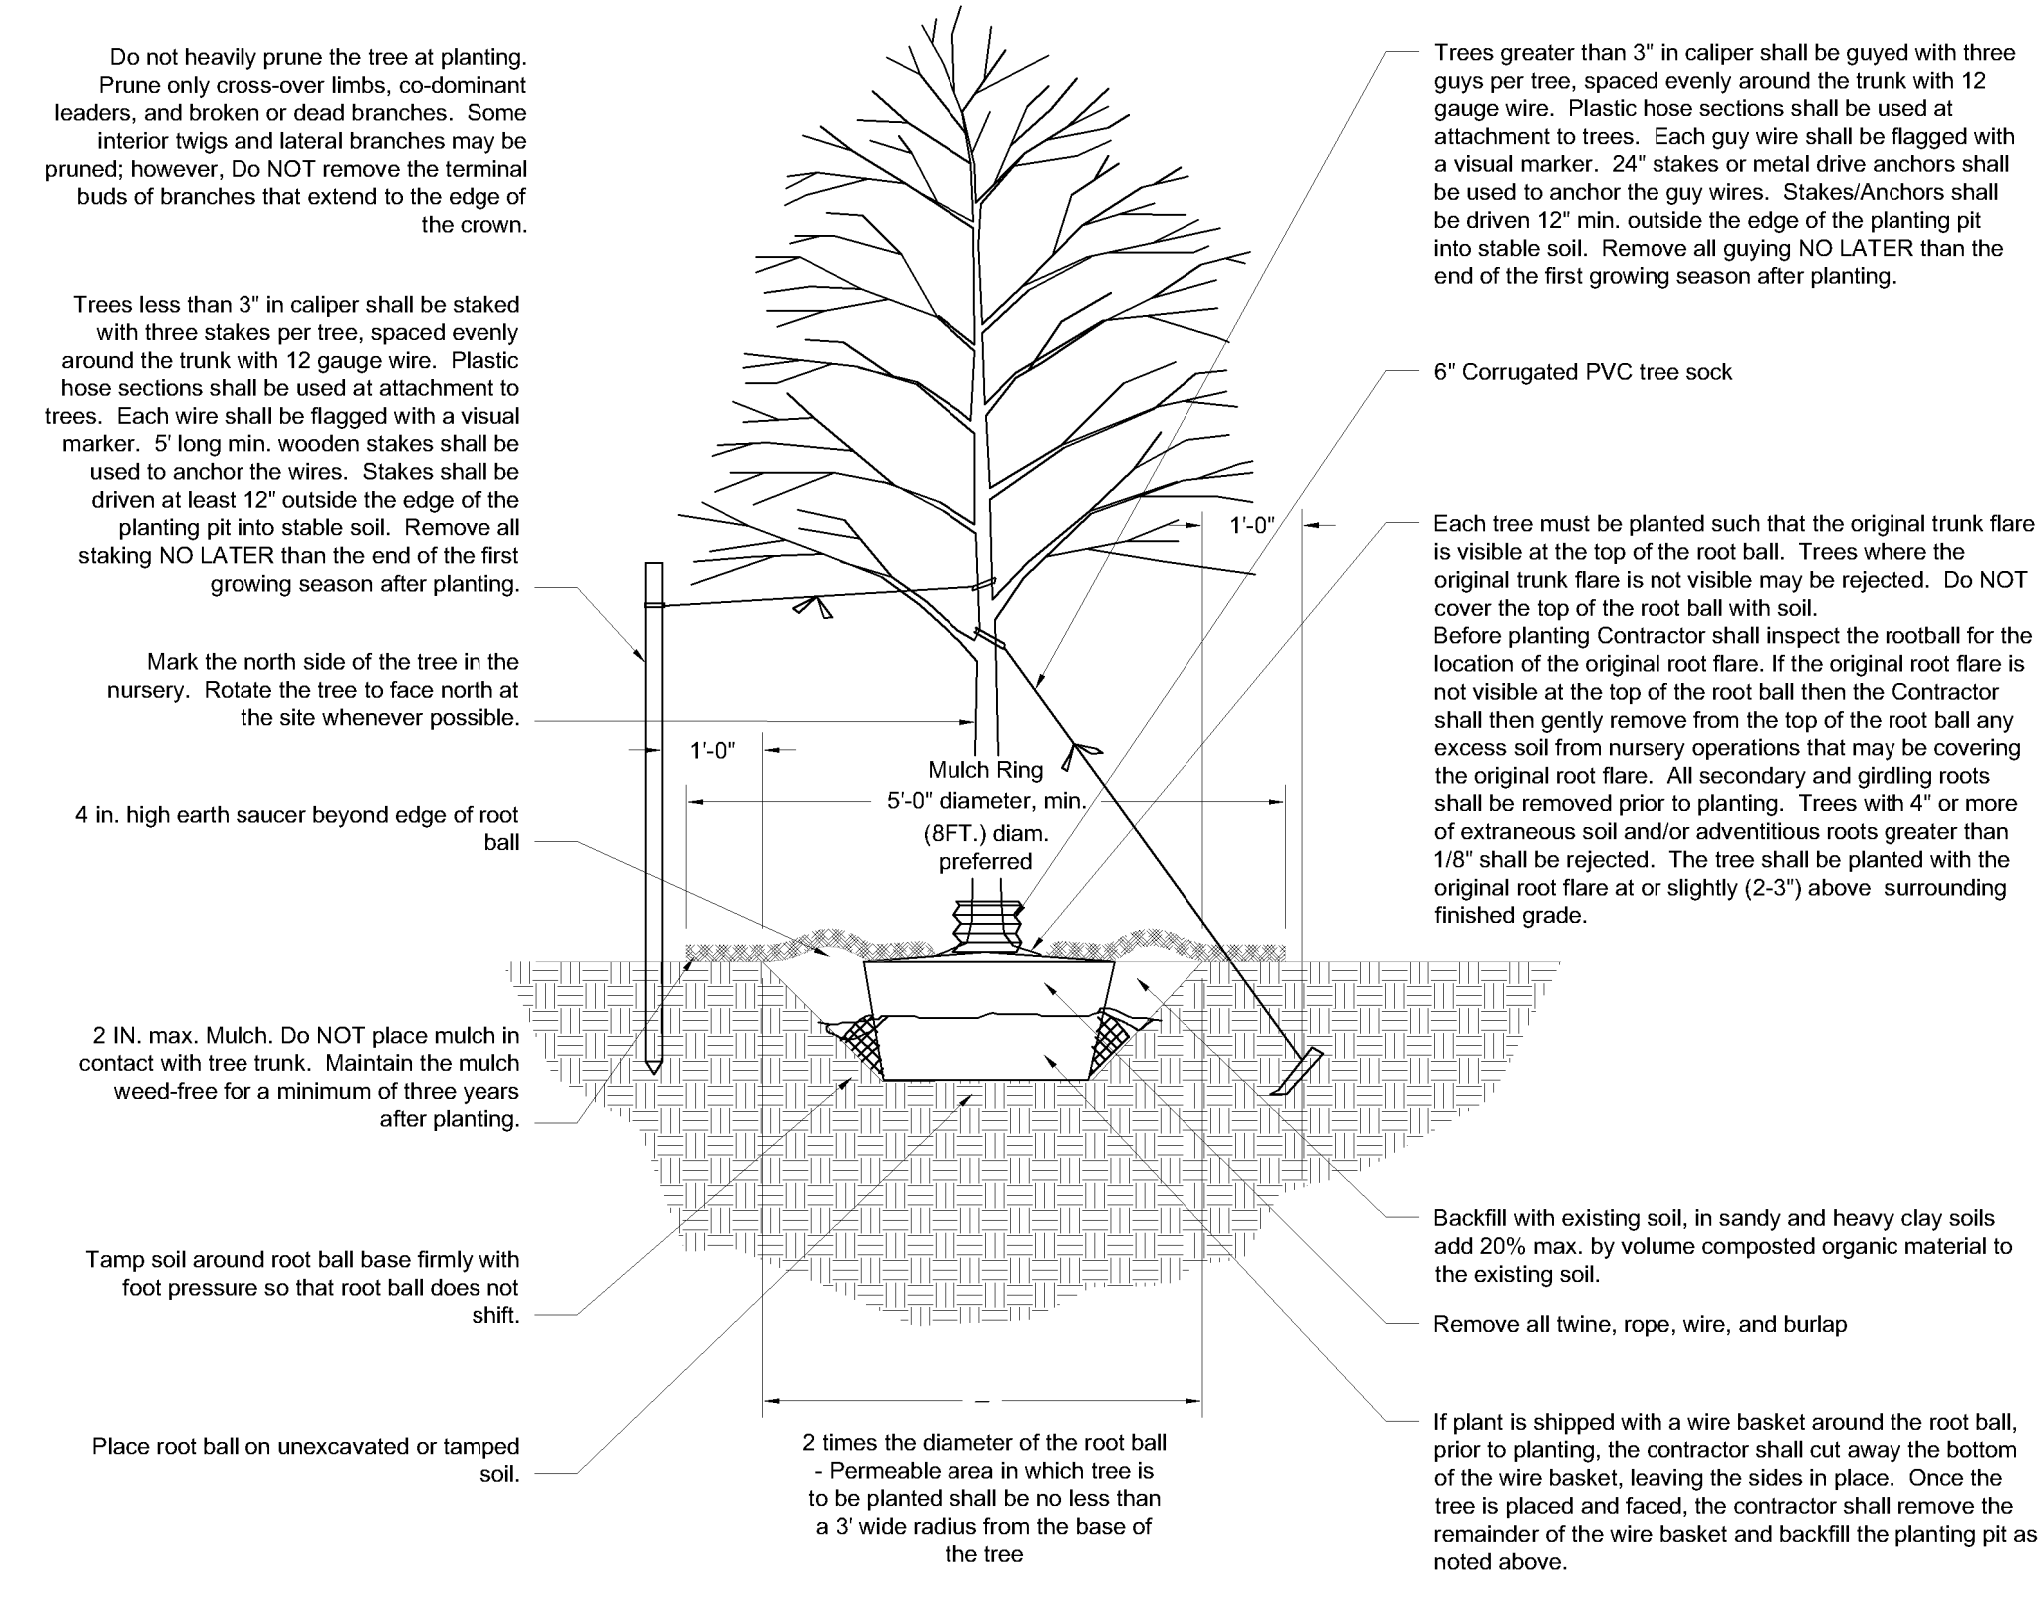 Do not heavily prune the tree at planting.
Prune only cross-over limbs, co-dominant
leaders, and broken or dead branches.  Some
interior twigs and lateral branches may be
pruned; however, Do NOT remove the terminal
buds of branches that extend to the edge of
the crown.
Trees less than 3" in caliper shall be staked
with three stakes per tree, spaced evenly
around the trunk with 12 gauge wire.  Plastic
hose sections shall be used at attachment to
trees.  Each wire shall be flagged with a visual
marker.  5' long min. wooden stakes shall be
used to anchor the wires.  Stakes shall be
driven at least 12" outside the edge of the
planting pit into stable soil.  Remove all
staking NO LATER than the end of the first
growing season after planting.
Mark the north side of the tree in the
nursery.  Rotate the tree to face north at
the site whenever possible.
4 in. high earth saucer beyond edge of root
ball
2 IN. max. Mulch. Do NOT place mulch in
contact with tree trunk.  Maintain the mulch
weed-free for a minimum of three years
after planting.
Tamp soil around root ball base firmly with
foot pressure so that root ball does not
shift.
Place root ball on unexcavated or tamped
soil.
1'-0"
1'-0"
Mulch Ring
5'-0" diameter, min.
(8FT.) diam.
preferred
2 times the diameter of the root ball
- Permeable area in which tree is
to be planted shall be no less than
a 3' wide radius from the base of
the tree
Trees greater than 3" in caliper shall be guyed with three
guys per tree, spaced evenly around the trunk with 12
gauge wire.  Plastic hose sections shall be used at
attachment to trees.  Each guy wire shall be flagged with
a visual marker.  24" stakes or metal drive anchors shall
be used to anchor the guy wires.  Stakes/Anchors shall
be driven 12" min. outside the edge of the planting pit
into stable soil.  Remove all guying NO LATER than the
end of the first growing season after planting.
6" Corrugated PVC tree sock
Each tree must be planted such that the original trunk flare
is visible at the top of the root ball.  Trees where the
original trunk flare is not visible may be rejected.  Do NOT
cover the top of the root ball with soil.
Before planting Contractor shall inspect the rootball for the
location of the original root flare. If the original root flare is
not visible at the top of the root ball then the Contractor
shall then gently remove from the top of the root ball any
excess soil from nursery operations that may be covering
the original root flare.  All secondary and girdling roots
shall be removed prior to planting.  Trees with 4" or more
of extraneous soil and/or adventitious roots greater than
1/8" shall be rejected.  The tree shall be planted with the
original root flare at or slightly (2-3") above  surrounding
finished grade.
Backfill with existing soil, in sandy and heavy clay soils
add 20% max. by volume composted organic material to
the existing soil.
Remove all twine, rope, wire, and burlap
If plant is shipped with a wire basket around the root ball,
prior to planting, the contractor shall cut away the bottom
of the wire basket, leaving the sides in place.  Once the
tree is placed and faced, the contractor shall remove the
remainder of the wire basket and backfill the planting pit as
noted above.